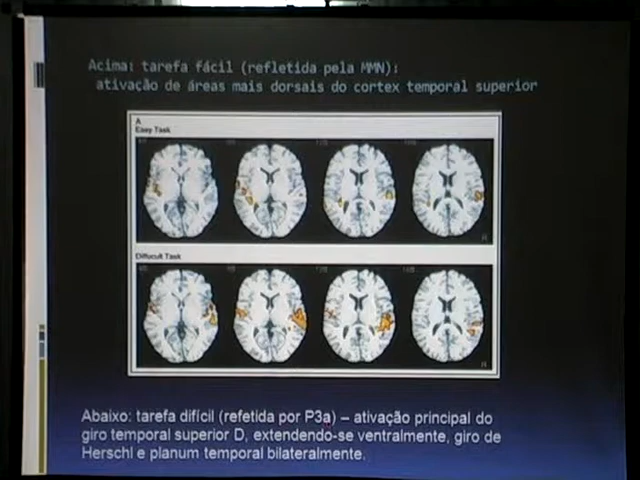 Acima: tarefa fácil (refletida pela MMN):
ativação de áreas mais dorsais do cortex temporal superior
A
Easy Task
R
Difficult Task
R
Abaixo: tarefa difícil (refetida por P3a) – ativação principal do
giro temporal superior D, extendendo-se ventralmente, giro de
Herschl e planum temporal bilateralmente.